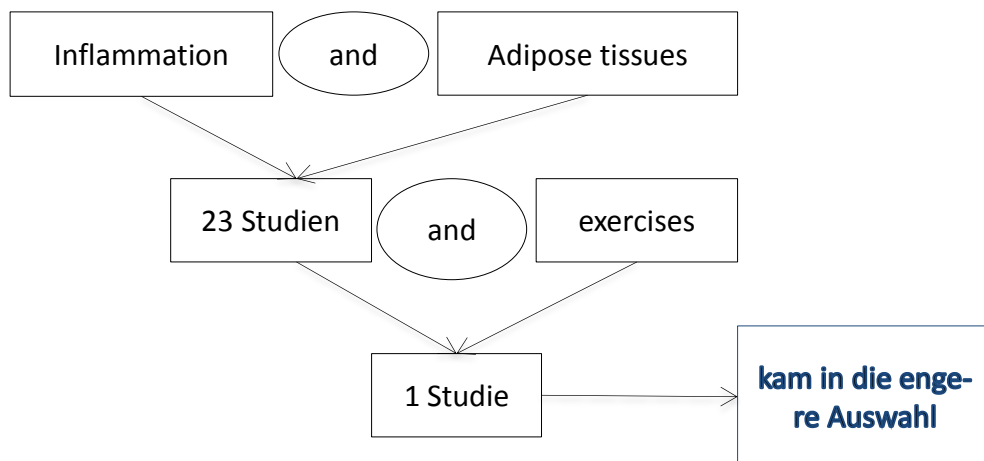 Inflammation and Adipose tissues
23 Studien and exercises
1 Studie
kam in die enge-
re Auswahl